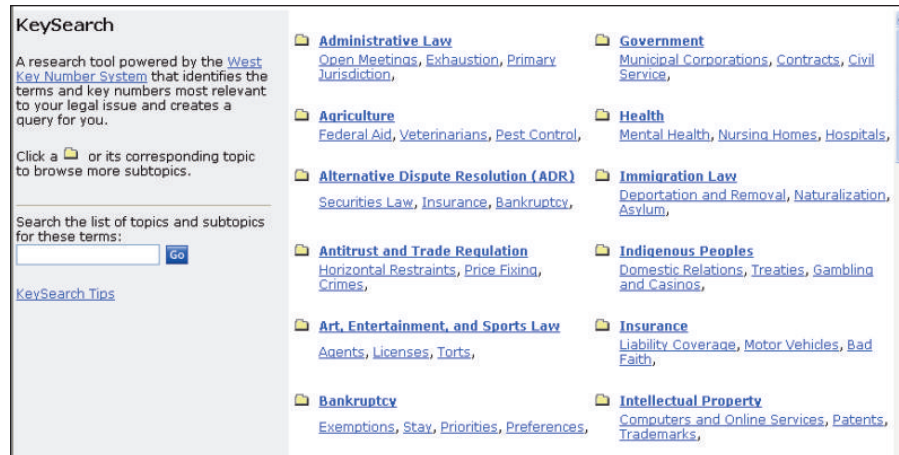 KeySearch
A research tool powered by the West
Key Number System that identifies the
terms and key numbers most relevant
to your legal issue and creates a
query for you.
Click a or its corresponding topic
to browse more subtopics.
Search the list of topics and subtopics
for these terms:
Go
KeySearch Tips
Administrative Law
Open Meetings, Exhaustion, Primary
Jurisdiction,
Agriculture
Federal Aid, Veterinarians, Pest Control,
Alternative Dispute Resolution (ADR)
Securities Law, Insurance, Bankruptcy,
Antitrust and Trade Regulation
Horizontal Restraints, Price Fixing,
Crimes,
Art, Entertainment, and Sports Law
Agents, Licenses, Torts,
Bankruptcy
Exemptions, Stay, Priorities, Preferences,
Government
Municipal Corporations, Contracts, Civil
Service,
Health
Mental Health, Nursing Homes, Hospitals,
Immigration Law
Deportation and Removal, Naturalization,
Asylum,
Indigenous Peoples
Domestic Relations, Treaties, Gambling
and Casinos,
Insurance
Liability Coverage, Motor Vehicles, Bad
Faith,
Intellectual Property
Computers and Online Services, Patents,
Trademarks,